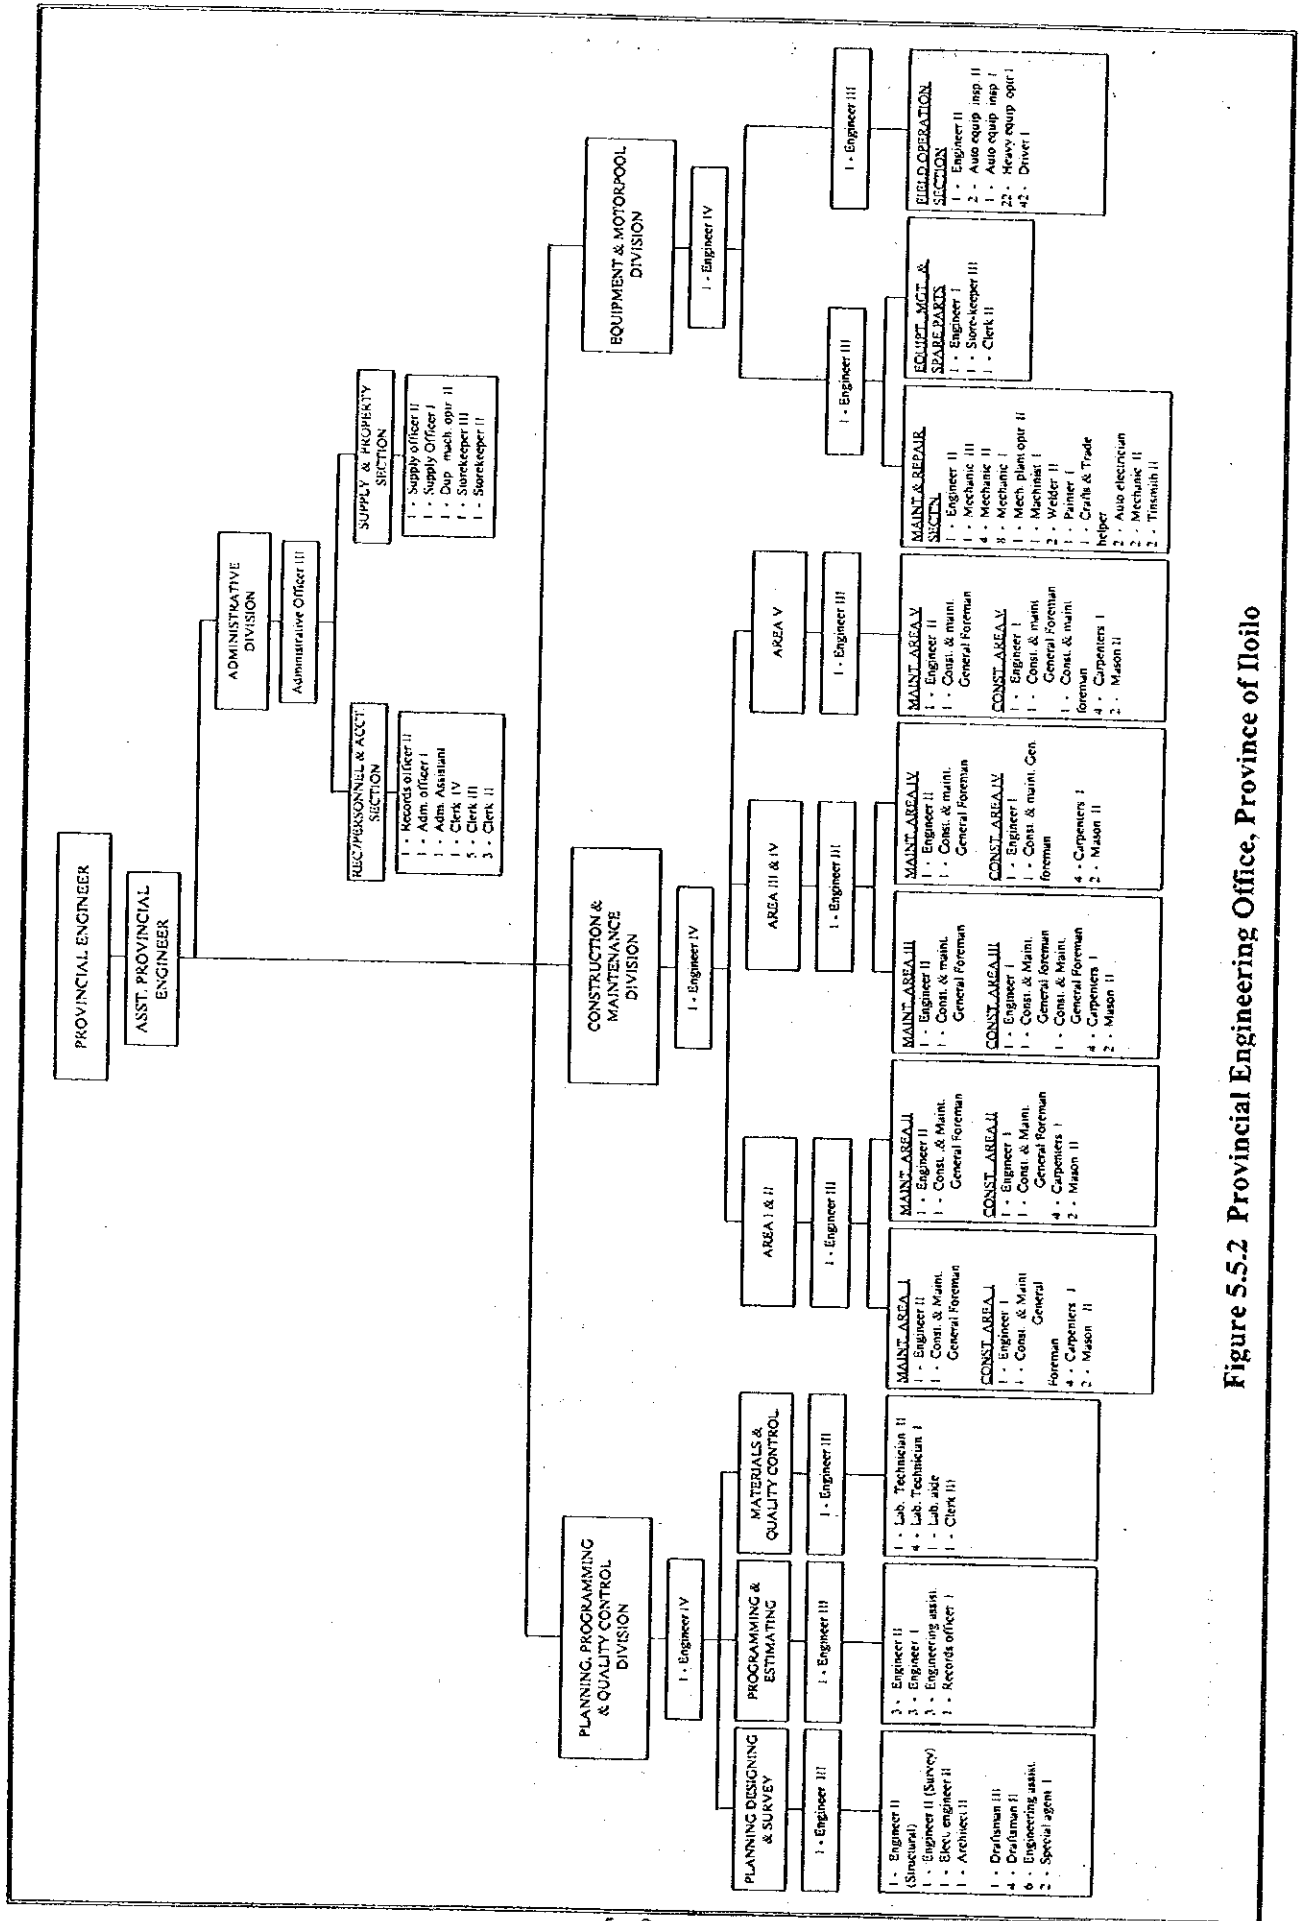 PROVINCIAL ENGINEER
ASST. PROVINCIAL
ENGINEER
ADMINISTRATIVE
DIVISION
Administrative Officer III
REC/PERSONNEL & ACCT.
SECTION
1 - Records officer II
1 - Adm. officer I
1 - Adm. Assistant
1 - Clerk IV
5 - Clerk III
3 - Clerk II
SUPPLY & PROPERTY
SECTION
1 - Supply officer II
1 - Supply Officer I
1 - Dup. mach. optr II
1 - Storekeeper III
1 - Storekeeper II
PLANNING, PROGRAMMING
& QUALITY CONTROL
DIVISION
1 - Engineer IV
PLANNING DESIGNING
& SURVEY
1 - Engineer III
1 - Engineer II
(Structural)
1 - Engineer II (Survey)
1 - Elect. engineer II
1 - Architect II
1 - Draftsman III
4 - Draftsman II
6 - Engineering assist.
2 - Special agent I
PROGRAMMING &
ESTIMATING
1 - Engineer III
3 - Engineer II
3 - Engineer I
3 - Engineering assist.
1 - Records officer I
MATERIALS &
QUALITY CONTROL
1 - Engineer III
1 - Lab. Technician II
4 - Lab. Technician I
1 - Lab. aide
1 - Clerk III
CONSTRUCTION &
MAINTENANCE
DIVISION
1 - Engineer IV
AREA I & II
1 - Engineer III
MAINT. AREA I
1 - Engineer II
1 - Const. & Maint.
General Foreman
CONST. AREA I
1 - Engineer I
1 - Const. & Maint
General
Foreman
4 - Carpenters I
2 - Mason II
MAINT. AREA II
1 - Engineer II
1 - Const. & Maint.
General Foreman
CONST. AREA II
1 - Engineer I
1 - Const. & Maint.
General Foreman
4 - Carpenters I
2 - Mason II
AREA III & IV
1 - Engineer III
MAINT. AREA III
1 - Engineer II
1 - Const. & maint.
General Foreman
CONST. AREA III
1 - Engineer I
1 - Const. & Maint.
General foreman
1 - Const. & Maint.
General Foreman
4 - Carpenters I
2 - Mason II
MAINT. AREA IV
1 - Engineer II
1 - Const. & maint.
General Foreman
CONST. AREA IV
1 - Engineer I
1 - Const. & maint. Gen.
foreman
4 - Carpenters I
2 - Mason II
AREA V
1 - Engineer III
MAINT. AREA V
1 - Engineer II
1 - Const. & maint.
General Foreman
CONST. AREA V
1 - Engineer I
1 - Const. & maint
General Foreman
1 - Const. & maint
foreman
4 - Carpenters I
2 - Mason II
EQUIPMENT & MOTORPOOL
DIVISION
1 - Engineer IV
1 - Engineer III
MAINT & REPAIR
SECT'N
1 - Engineer II
1 - Mechanic III
4 - Mechanic II
8 - Mechanic I
1 - Mech. plant optr II
1 - Machinist I
2 - Welder II
1 - Painter I
1 - Crafts & Trade
helper
2 - Auto electrician
2 - Mechanic II
2 - Tinsmith II
EQUIPT. MGT. &
SPARE PARTS
1 - Engineer I
1 - Store-keeper III
1 - Clerk II
1 - Engineer III
FIELD OPERATION
SECTION
1 - Engineer II
2 - Auto equip insp. II
1 - Auto equip insp I
22 - Heavy equip optr I
42 - Driver I
Figure 5.5.2 Provincial Engineering Office, Province of Iloilo